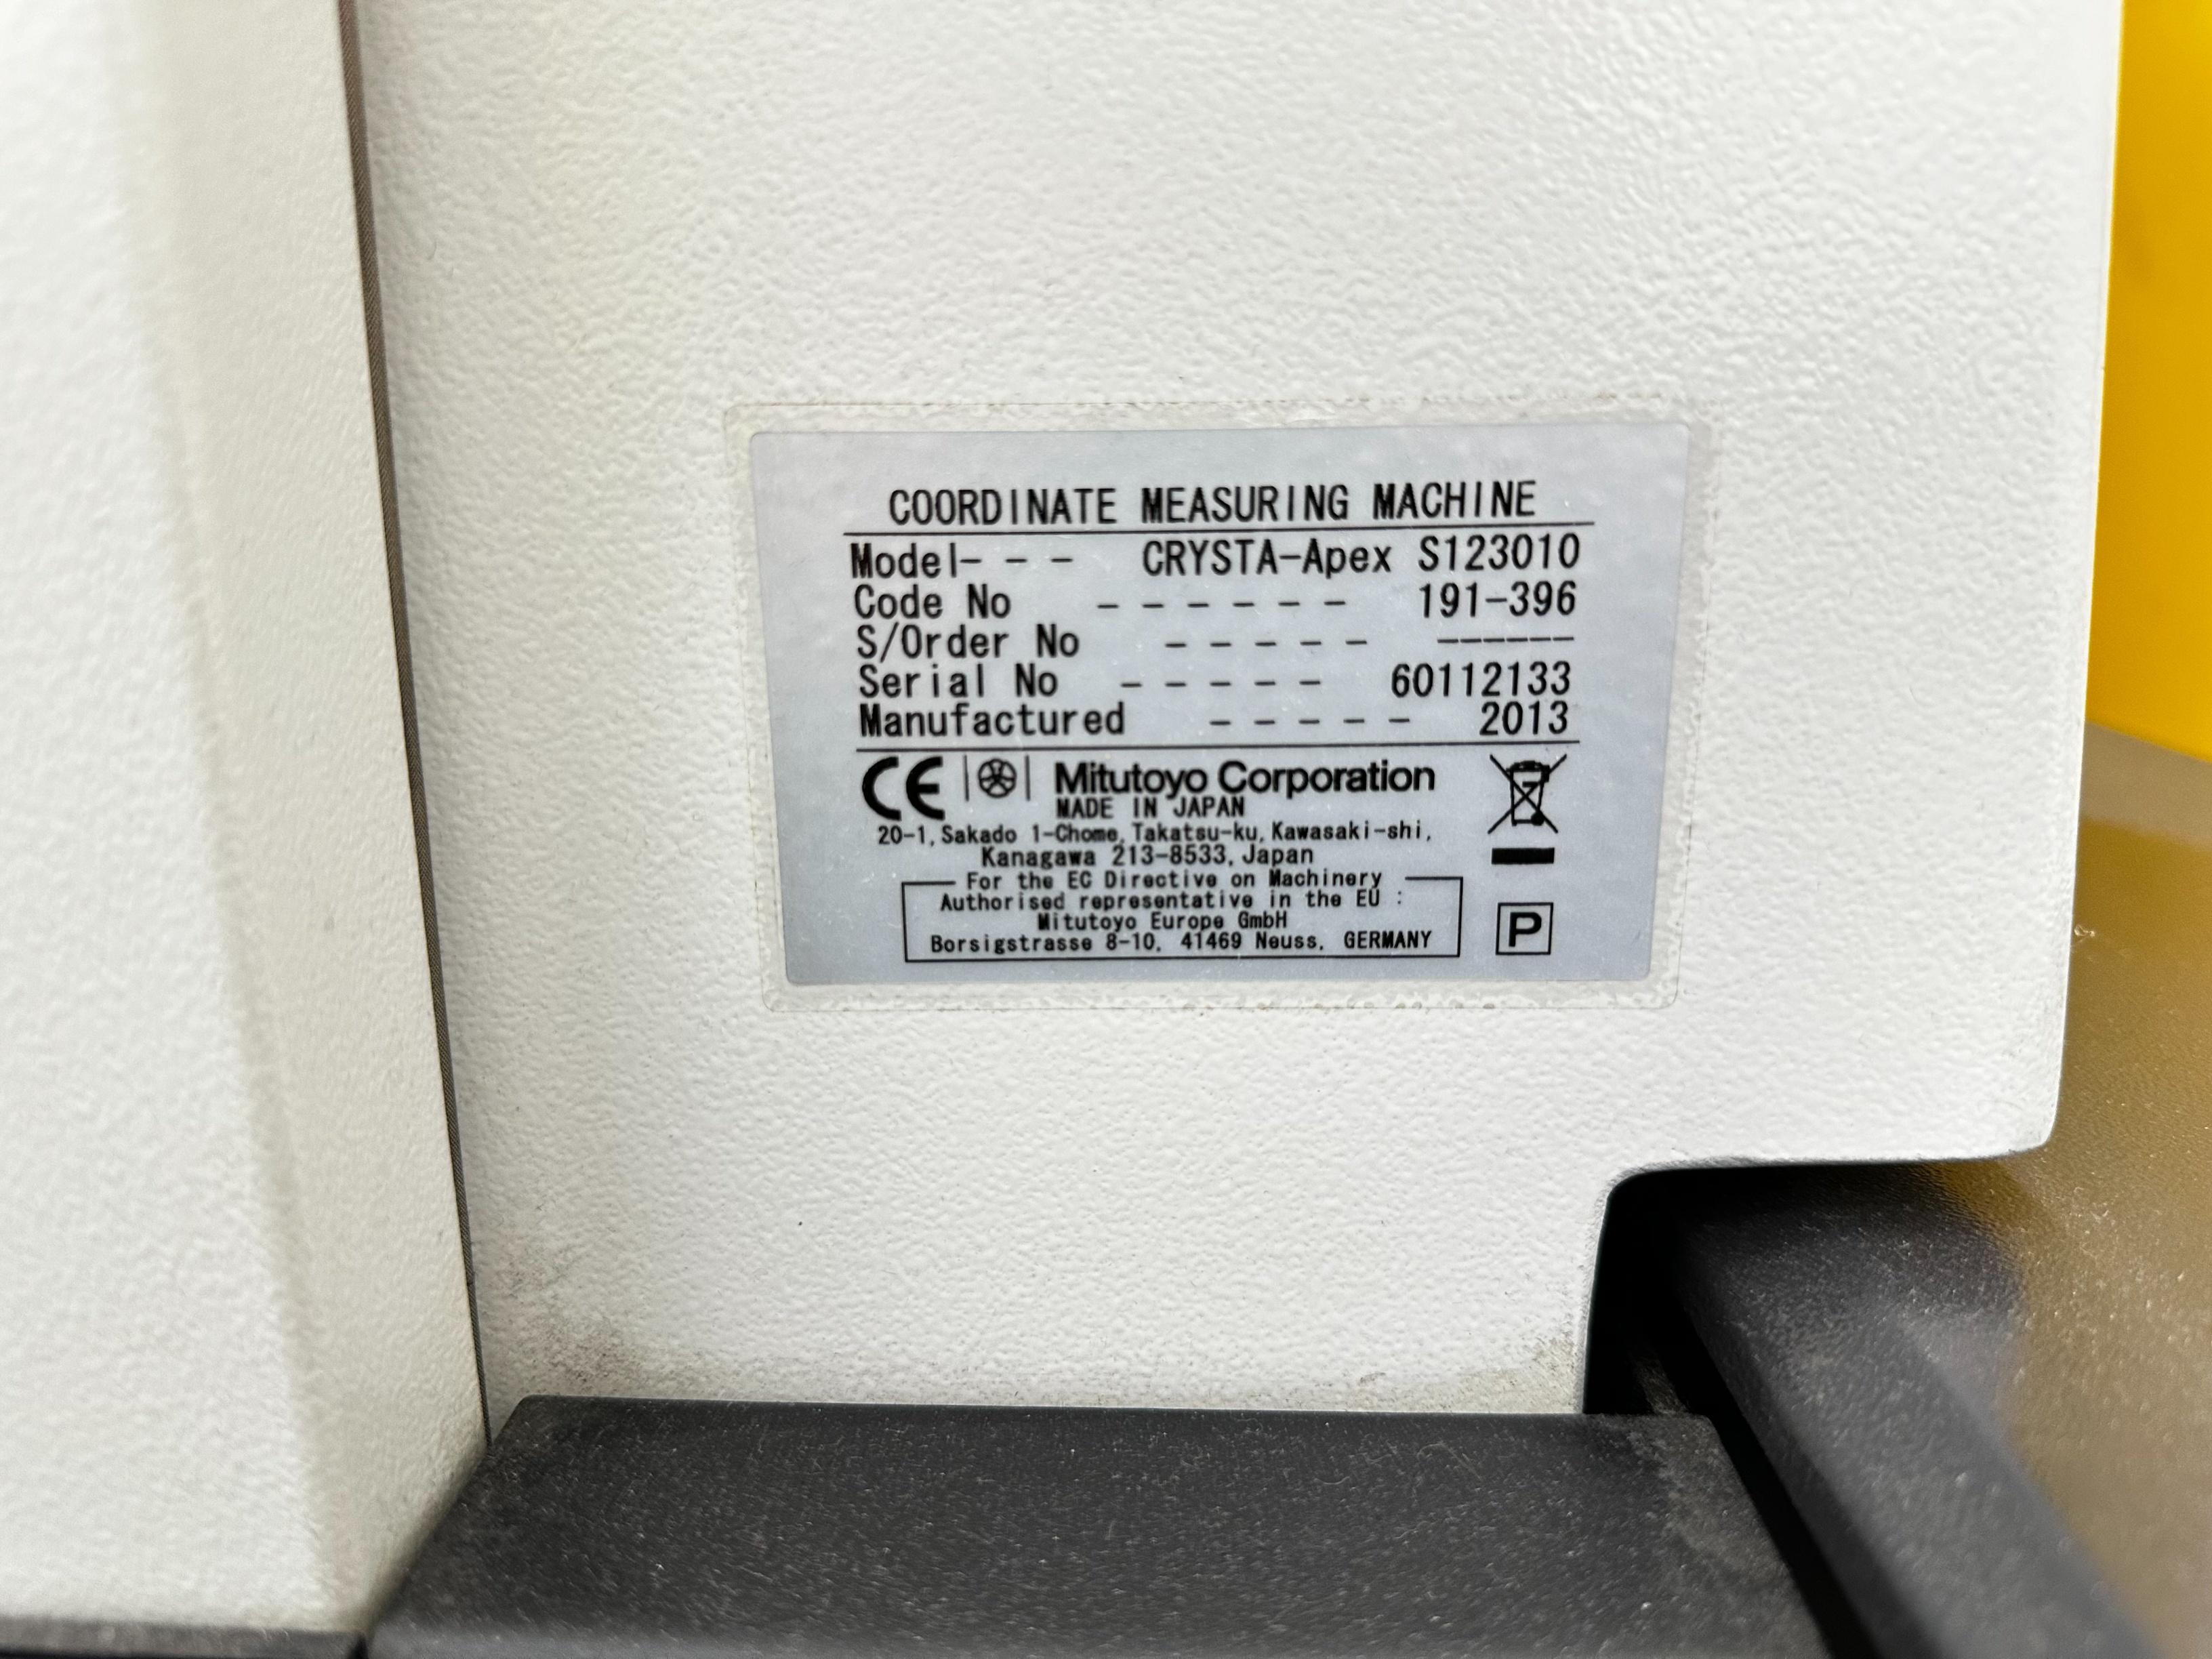 COORDINATE MEASURING MACHINE
Model- - - CRYSTA-Apex S123010
Code No - - - - - - 191-396
S/Order No - - - - - ------
Serial No - - - - - 60112133
Manufactured - - - - - 2013
CE Mitutoyo Corporation
MADE IN JAPAN
20-1, Sakado 1-Chome, Takatsu-ku, Kawasaki-shi,
Kanagawa 213-8533, Japan
For the EC Directive on Machinery
Authorised representative in the EU :
Mitutoyo Europe GmbH
Borsigstrasse 8-10, 41469 Neuss, GERMANY
P